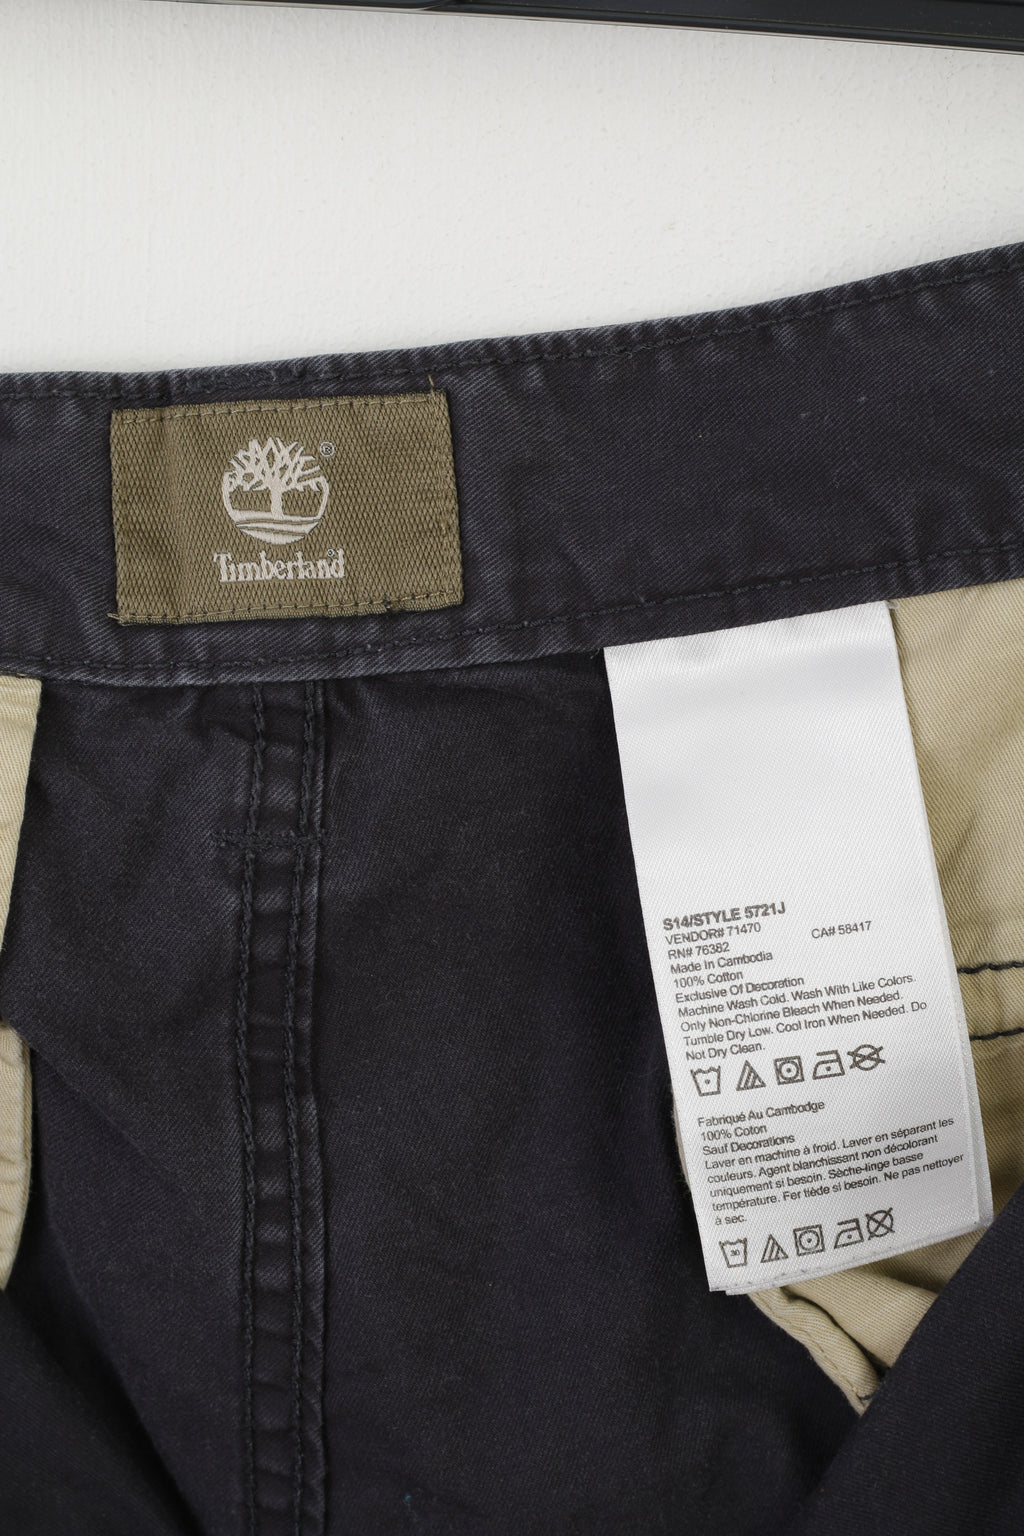 ®
Timberland®
S14/STYLE 5721J
VENDOR# 71470 CA# 58417
RN# 76382
Made In Cambodia
100% Cotton
Exclusive Of Decoration
Machine Wash Cold. Wash With Like Colors.
Only Non-Chlorine Bleach When Needed.
Tumble Dry Low. Cool Iron When Needed. Do
Not Dry Clean.
Fabriqué Au Cambodge
100% Coton
Sauf Decorations
Laver en machine à froid. Laver en séparant les
couleurs. Agent blanchissant non décolorant
uniquement si besoin. Sèche-linge basse
température. Fer tiède si besoin. Ne pas nettoyer
à sec.
30